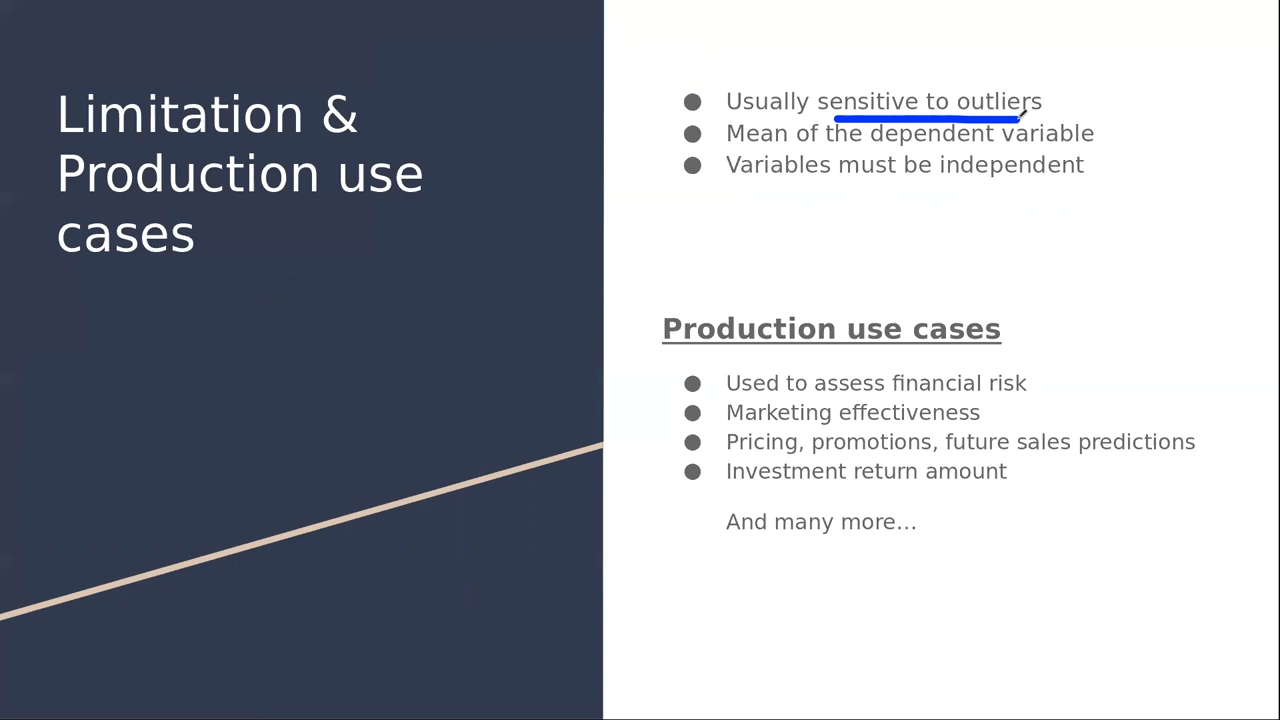 Limitation &
Production use
cases
● Usually sensitive to outliers
● Mean of the dependent variable
● Variables must be independent
Production use cases
● Used to assess financial risk
● Marketing effectiveness
● Pricing, promotions, future sales predictions
● Investment return amount
And many more…